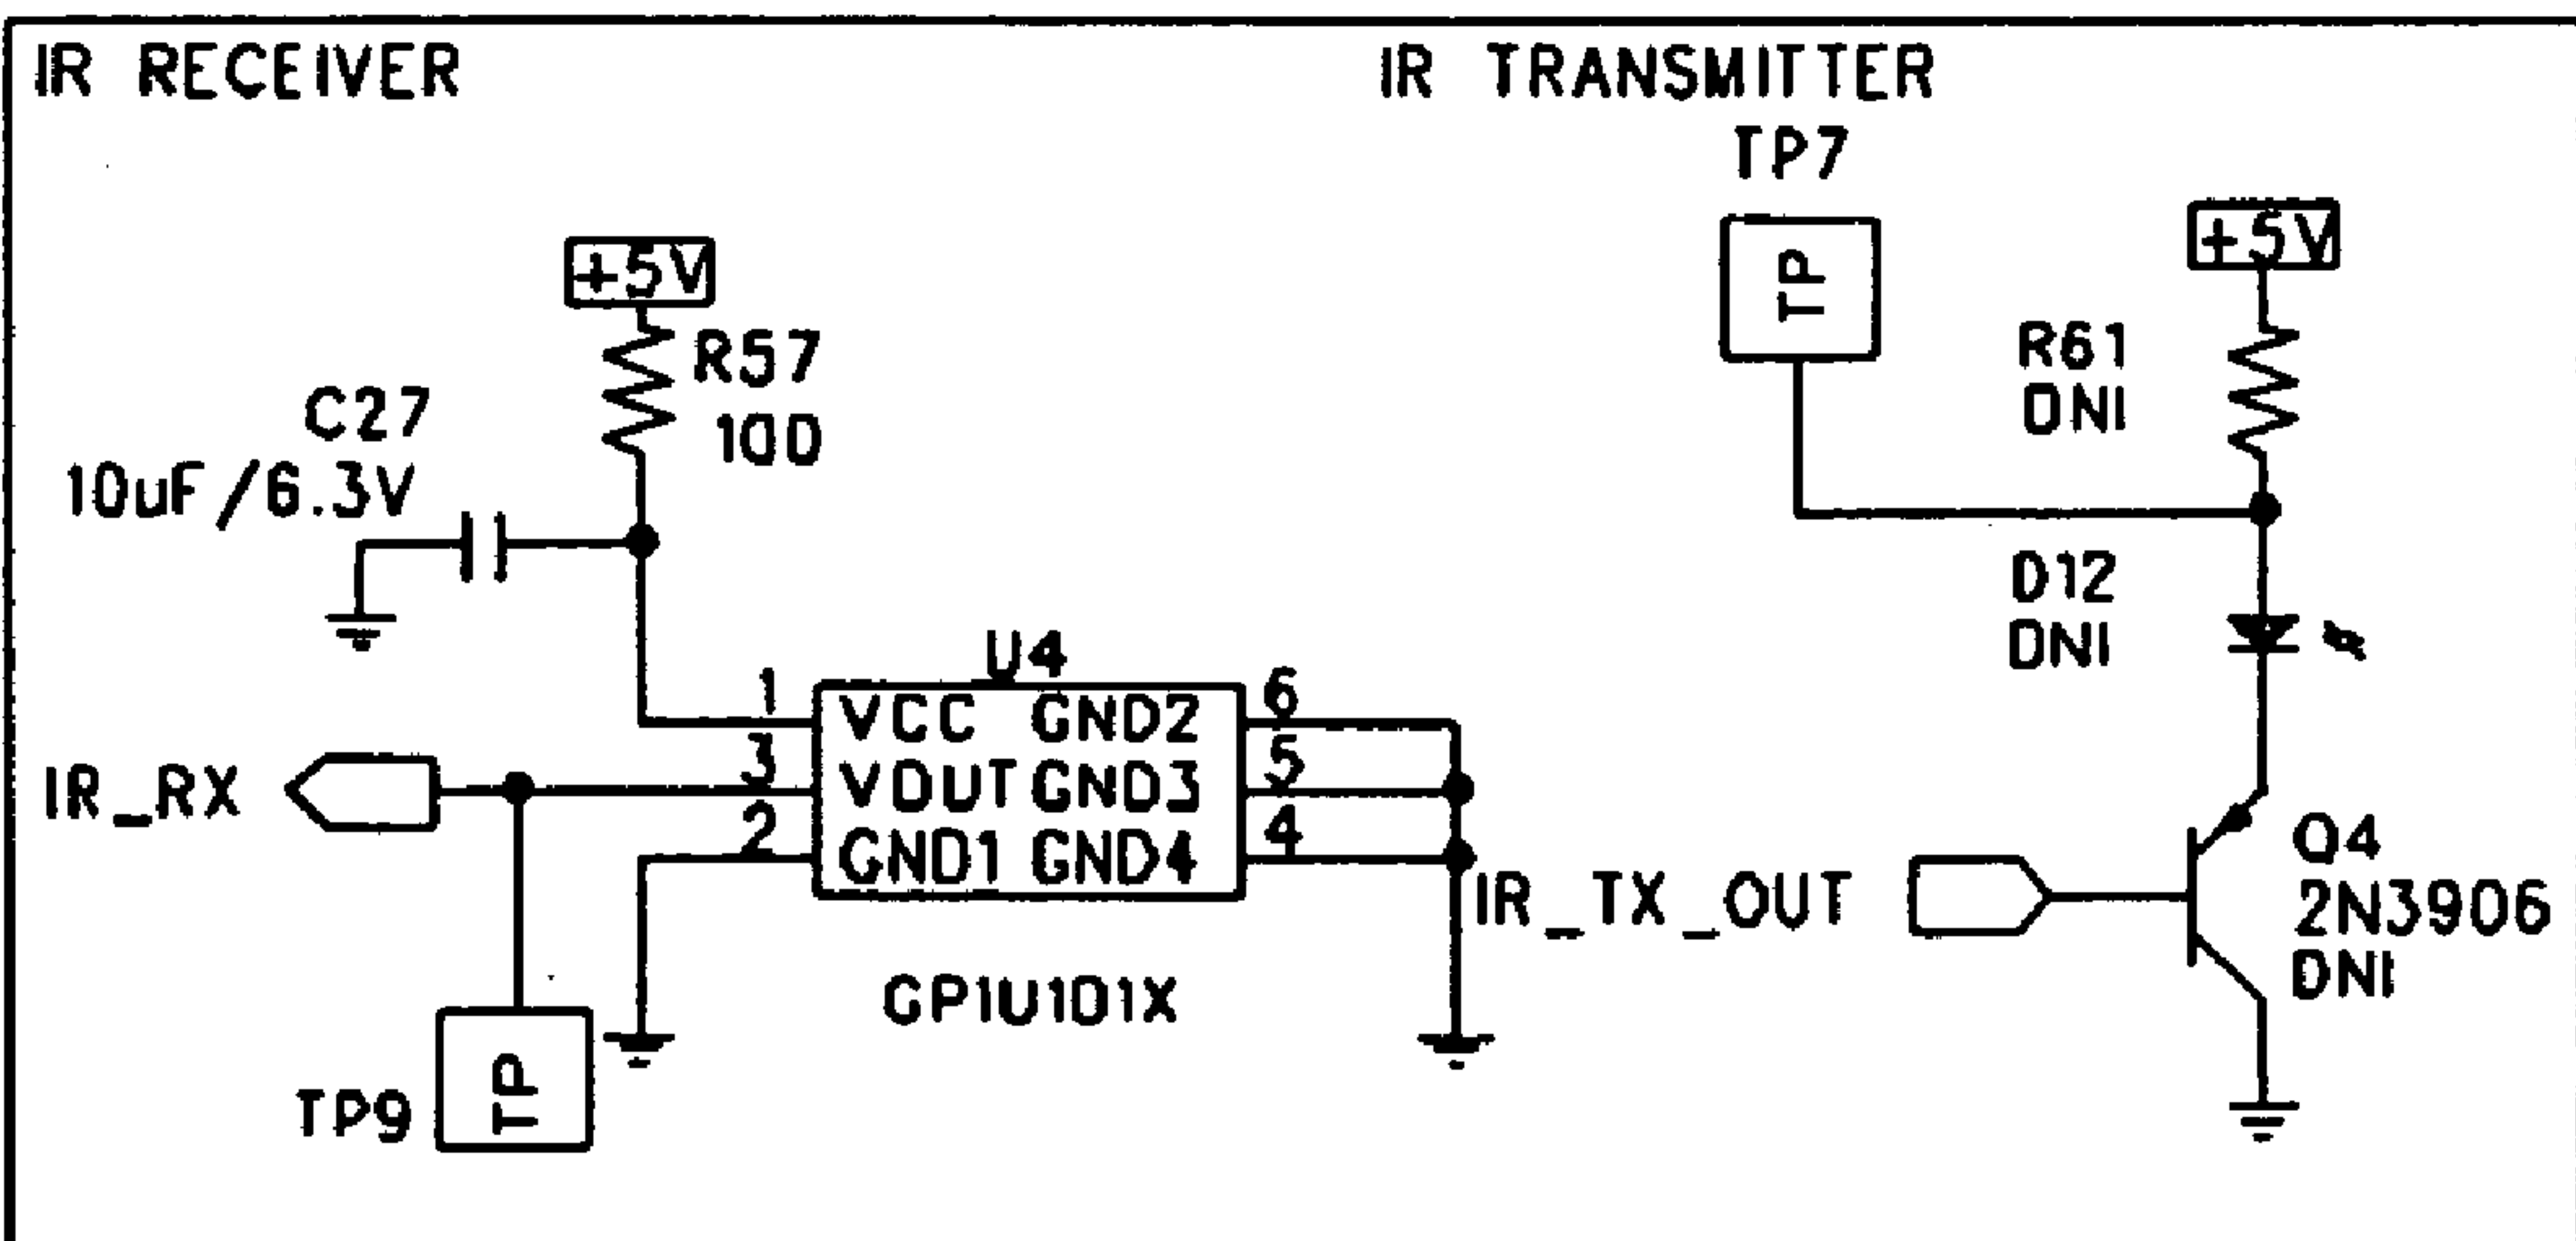 IR RECEIVER
IR TRANSMITTER
TP7
TP
+5V
+5V
R57
100
R61
DNI
C27
10uF/6.3V
D12
DNI
U4
1
VCC
GND2
6
3
VOUT
GND3
5
2
GND1
GND4
4
IR_RX
IR_TX_OUT
Q4
2N3906
DNI
GP1U101X
TP9
TP